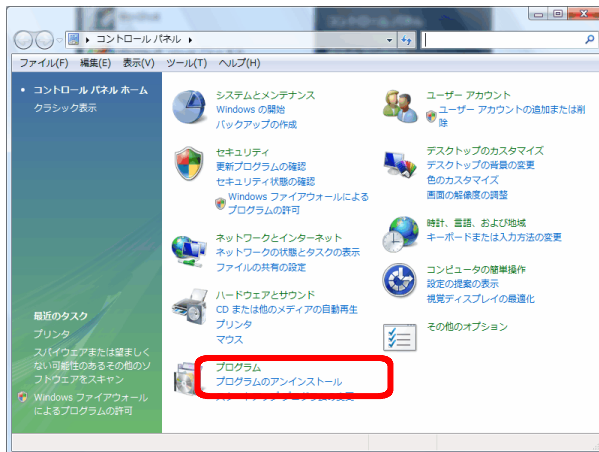 コントロール パネル
ファイル(F) 編集(E) 表示(V) ツール(T) ヘルプ(H)
コントロール パネル ホーム
クラシック表示
システムとメンテナンス
Windows の開始
バックアップの作成
セキュリティ
更新プログラムの確認
セキュリティ状態の確認
Windows ファイアウォールによる
プログラムの許可
ネットワークとインターネット
ネットワークの状態とタスクの表示
ファイルの共有の設定
ハードウェアとサウンド
CD または他のメディアの自動再生
プリンタ
マウス
プログラム
プログラムのアンインストール
ユーザー アカウント
ユーザー アカウントの追加または削
除
デスクトップのカスタマイズ
デスクトップの背景の変更
色のカスタマイズ
画面の解像度の調整
時計、言語、および地域
キーボードまたは入力方法の変更
コンピュータの簡単操作
設定の提案の表示
視覚ディスプレイの最適化
その他のオプション
最近のタスク
プリンタ
スパイウェアまたは望ましく
ない可能性のあるその他のソ
フトウェアをスキャン
Windows ファイアウォール
によるプログラムの許可